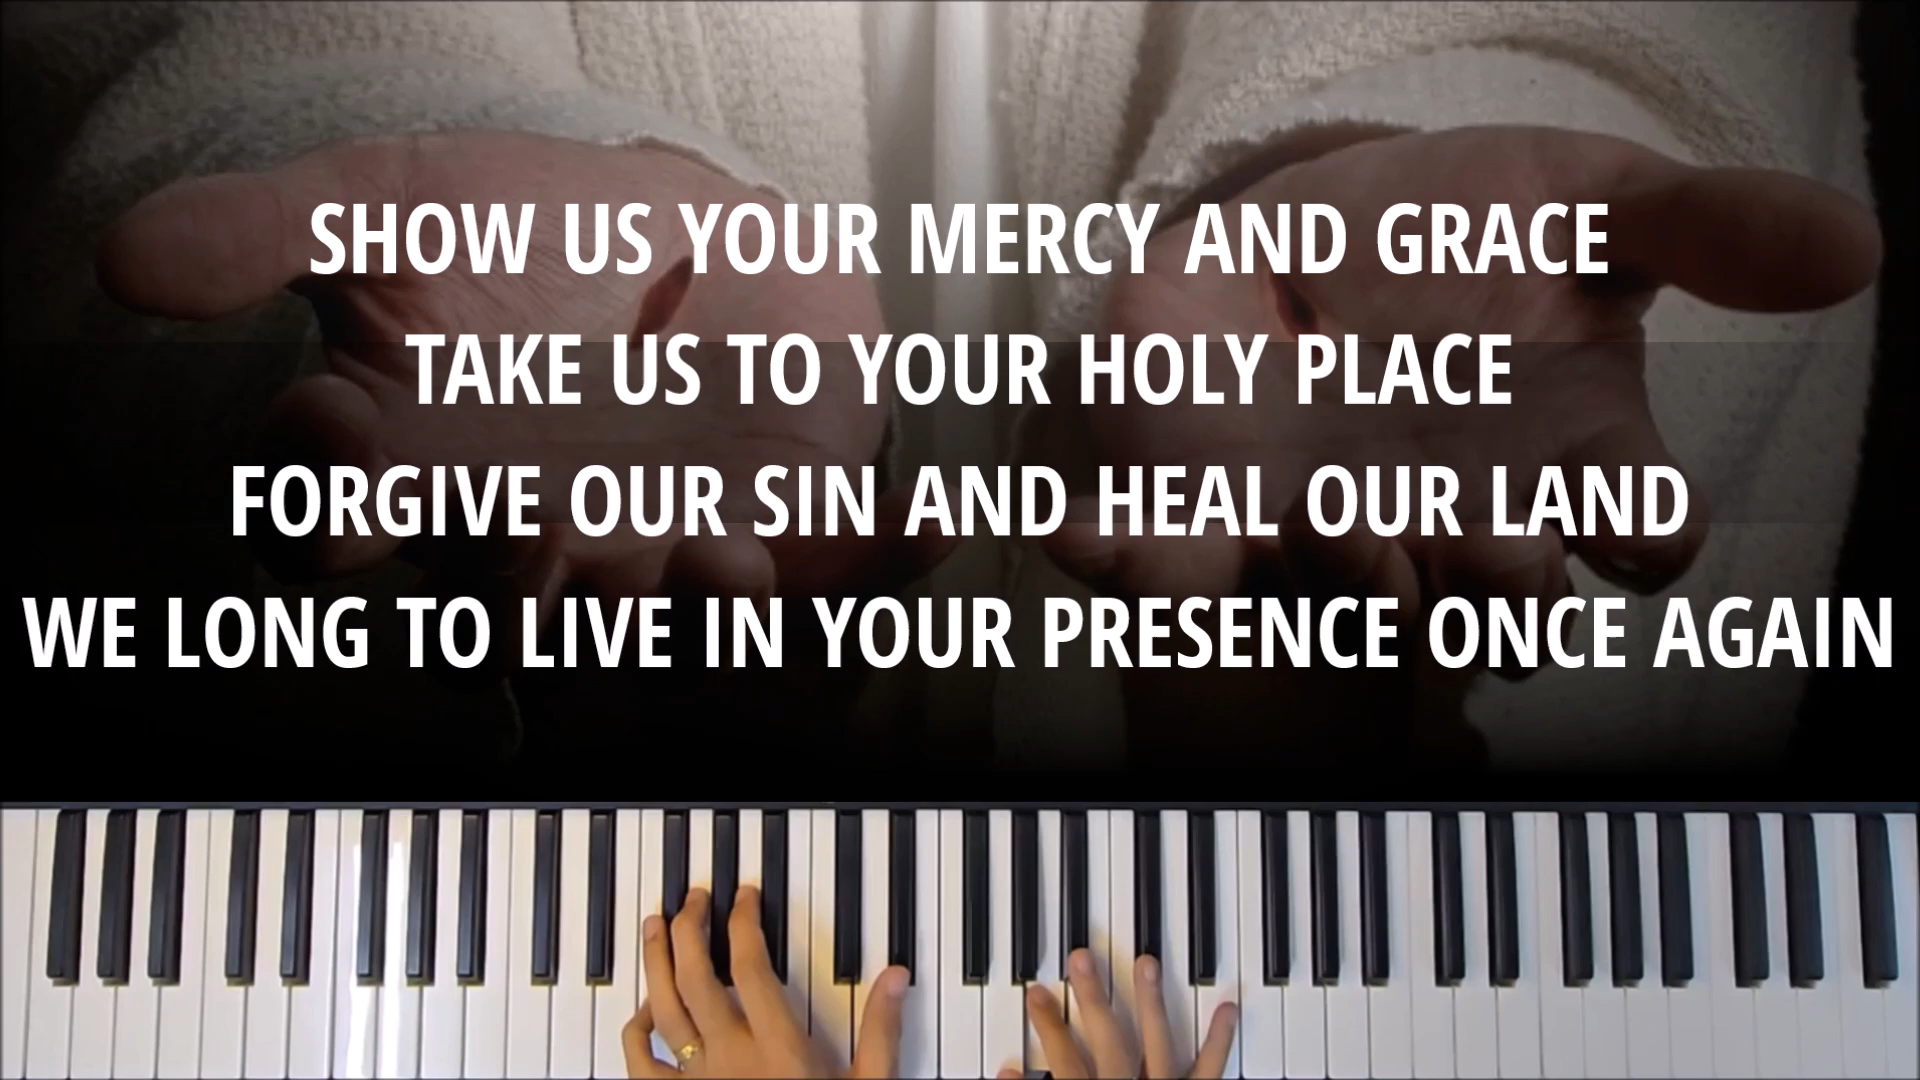 SHOW US YOUR MERCY AND GRACE
TAKE US TO YOUR HOLY PLACE
FORGIVE OUR SIN AND HEAL OUR LAND
WE LONG TO LIVE IN YOUR PRESENCE ONCE AGAIN